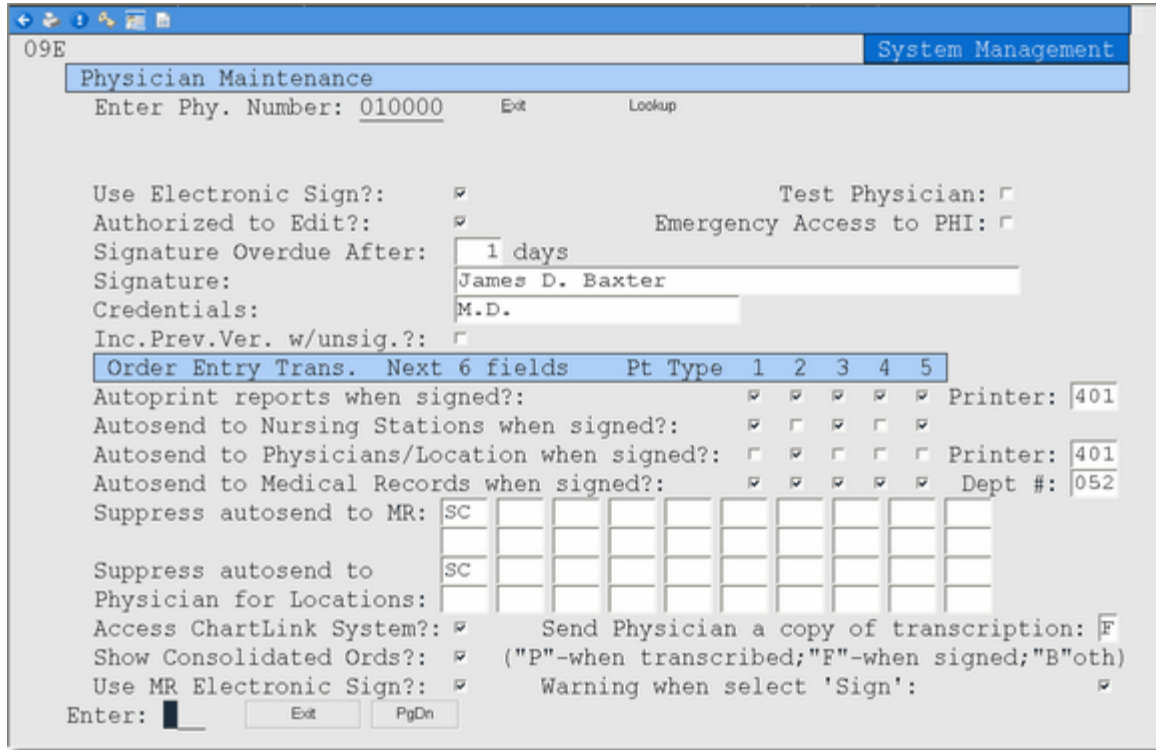 09E System Management
Physician Maintenance
Enter Phy. Number: 010000 Exit Lookup
Use Electronic Sign?: Test Physician:
Authorized to Edit?: Emergency Access to PHI:
Signature Overdue After: 1 days
Signature: James D. Baxter
Credentials: M.D.
Inc.Prev.Ver. w/unsig.?:
Order Entry Trans. Next 6 fields Pt Type 1 2 3 4 5
Autoprint reports when signed?: Printer: 401
Autosend to Nursing Stations when signed?:
Autosend to Physicians/Location when signed?: Printer: 401
Autosend to Medical Records when signed?: Dept #: 052
Suppress autosend to MR: SC
Suppress autosend to SC
Physician for Locations:
Access ChartLink System?: Send Physician a copy of transcription: F
Show Consolidated Ords?: ("P"-when transcribed;"F"-when signed;"B"oth)
Use MR Electronic Sign?: Warning when select 'Sign':
Enter: Exit PgDn